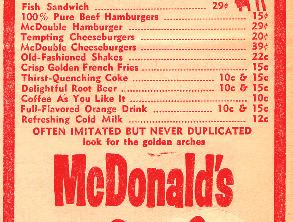 Fish Sandwich 29¢
100% Pure Beef Hamburgers 15¢
McDouble Hamburger 29¢
Tempting Cheeseburgers 20¢
McDouble Cheeseburgers 39¢
Old-Fashioned Shakes 22¢
Crisp Golden French Fries 15¢
Thirst-Quenching Coke 10¢ & 15¢
Delightful Root Beer 10¢ & 15¢
Coffee As You Like It 10¢
Full-Flavored Orange Drink 10¢ & 15¢
Refreshing Cold Milk 12¢
OFTEN IMITATED BUT NEVER DUPLICATED
look for the golden arches
McDonald's